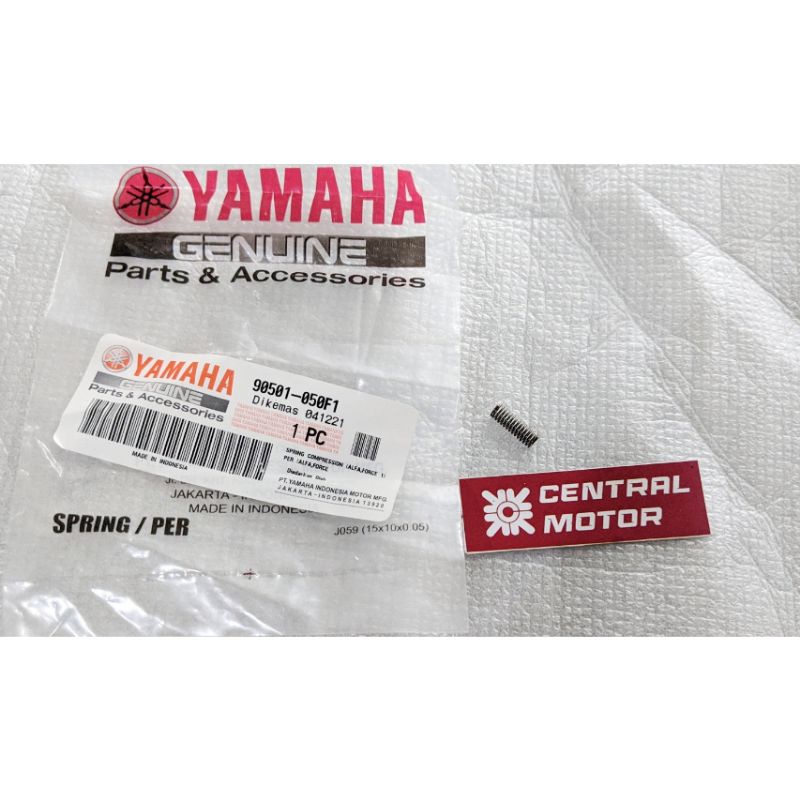 YAMAHA
GENUINE
Parts & Accessories
YAMAHA
GENUINE
Parts & Accessories
90501-050F1
Dikemas 041221
1 PC
MADE IN INDONESIA
SPRING COMPRESSION (ALFA,FORCE 1)
PER (ALFA,FORCE
Diedarkan Oleh
PT.YAMAHA INDONESIA MOTOR MFG.
JAKARTA-INDONESIA 13920
JAKARTA - 
MADE IN INDONES
SPRING / PER
J059 (15x10x0.05)
CENTRAL
MOTOR